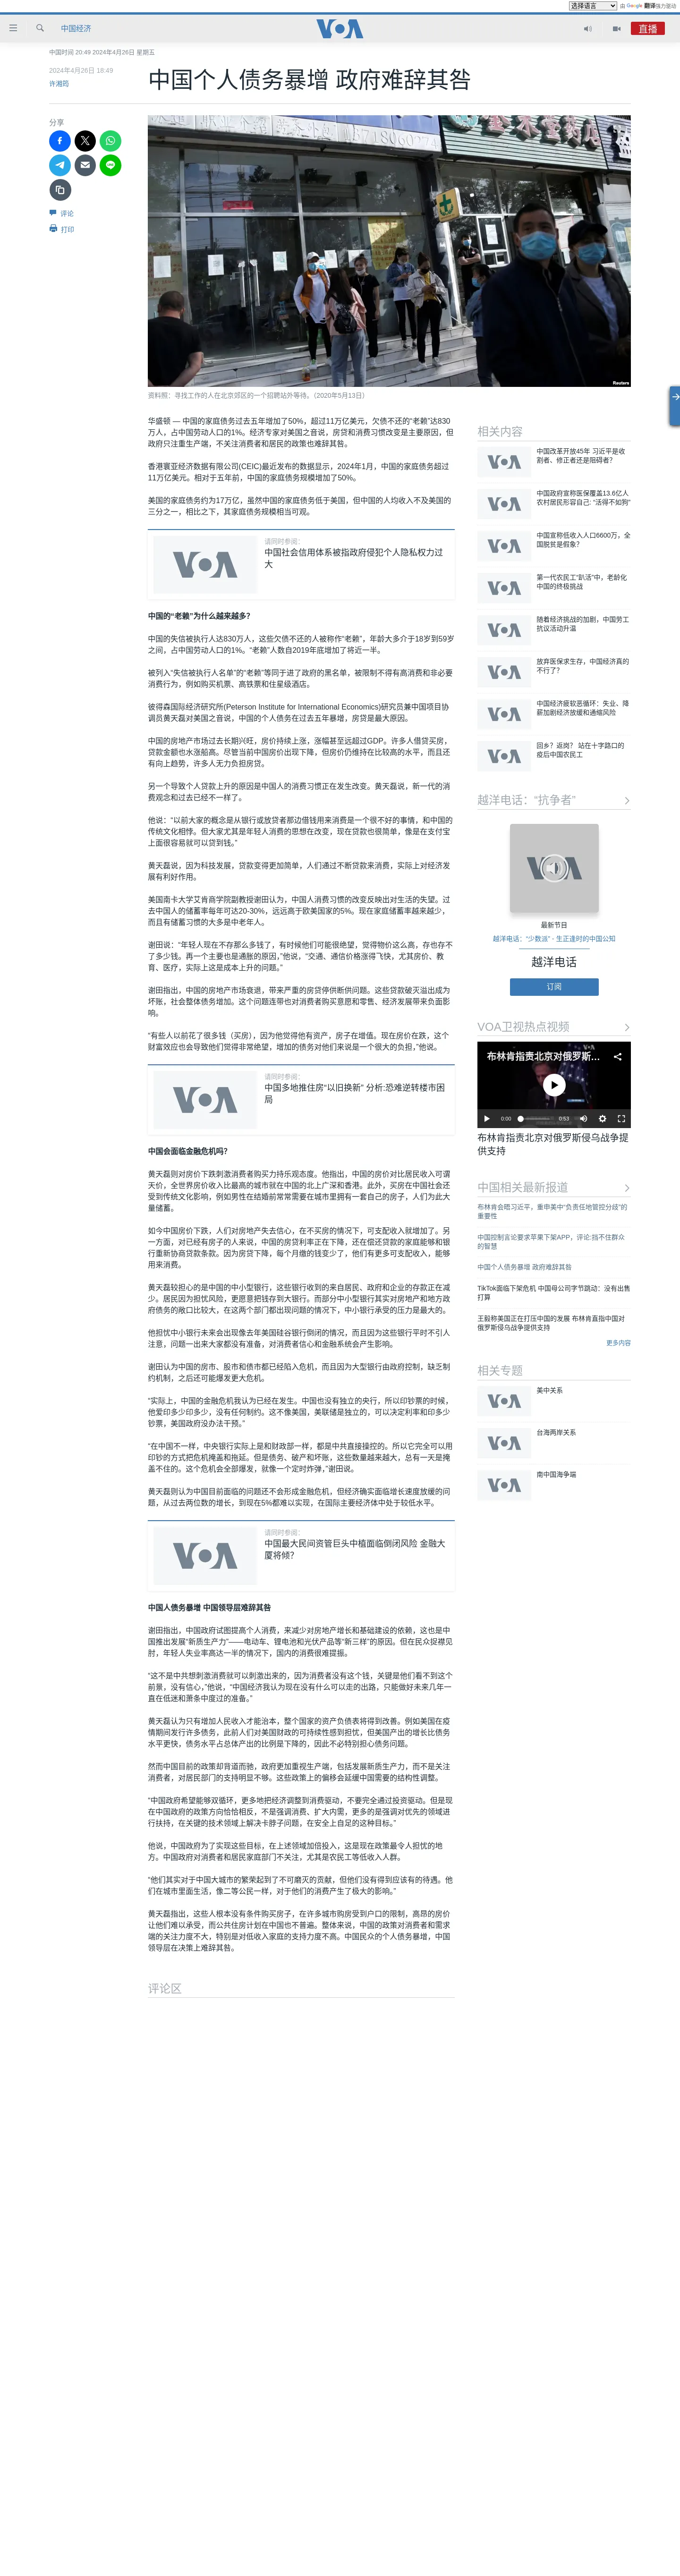 选择语言 由 Google 翻译强力驱动
中国经济
VOA
直播
中国时间 20:49 2024年4月26日 星期五
2024年4月26日 18:49
许湘筠
中国个人债务暴增 政府难辞其咎
分享
评论
打印
Reuters
资料照:寻找工作的人在北京郊区的一个招聘站外等待。（2020年5月13日）
华盛顿 — 中国的家庭债务过去五年增加了50%，超过11万亿美元，欠债不还的“老赖”达830
万人，占中国劳动人口的1%。经济专家对美国之音说，房贷和消费习惯改变是主要原因，但
政府只注重生产端，不关注消费者和居民的政策也难辞其咎。
香港寰亚经济数据有限公司(CEIC)最近发布的数据显示，2024年1月，中国的家庭债务超过
11万亿美元。相对于五年前，中国的家庭债务规模增加了50%。
美国的家庭债务约为17万亿，虽然中国的家庭债务低于美国，但中国的人均收入不及美国的
三分之一，相比之下，其家庭债务规模相当可观。
VOA
请同时参阅：
中国社会信用体系被指政府侵犯个人隐私权力过
大
中国的“老赖”为什么越来越多?
中国的失信被执行人达830万人，这些欠债不还的人被称作“老赖”，年龄大多介于18岁到59岁
之间，占中国劳动人口的1%。“老赖”人数自2019年底增加了将近一半。
被列入“失信被执行人名单”的“老赖”等同于进了政府的黑名单，被限制不得有高消费和非必要
消费行为，例如购买机票、高铁票和住星级酒店。
彼得森国际经济研究所(Peterson Institute for International Economics)研究员兼中国项目协
调员黄天磊对美国之音说，中国的个人债务在过去五年暴增，房贷是最大原因。
中国的房地产市场过去长期兴旺，房价持续上涨，涨幅甚至远超过GDP。许多人借贷买房，
贷款金额也水涨船高。尽管当前中国房价出现下降，但房价仍维持在比较高的水平，而且还
有向上趋势，许多人无力负担房贷。
另一个导致个人贷款上升的原因是中国人的消费习惯正在发生改变。黄天磊说，新一代的消
费观念和过去已经不一样了。
他说：“以前大家的概念是从银行或放贷者那边借钱用来消费是一个很不好的事情，和中国的
传统文化相悖。但大家尤其是年轻人消费的思想在改变，现在贷款也很简单，像是在支付宝
上面很容易就可以贷到钱。”
黄天磊说，因为科技发展，贷款变得更加简单，人们通过不断贷款来消费，实际上对经济发
展有利好作用。
美国南卡大学艾肯商学院副教授谢田认为，中国人消费习惯的改变反映出对生活的失望。过
去中国人的储蓄率每年可达20-30%，远远高于欧美国家的5%。现在家庭储蓄率越来越少，
而且有储蓄习惯的大多是中老年人。
谢田说：“年轻人现在不存那么多钱了，有时候他们可能很绝望，觉得物价这么高，存也存不
了多少钱。再一个主要也是通胀的原因，”他说，“交通、通信价格涨得飞快，尤其房价、教
育、医疗，实际上这是成本上升的问题。”
谢田指出，中国的房地产市场衰退，带来严重的房贷停供断供问题。这些贷款破灭溢出成为
坏账，社会整体债务增加。这个问题连带也对消费者购买意愿和零售、经济发展带来负面影
响。
“有些人以前花了很多钱（买房），因为他觉得他有资产，房子在增值。现在房价在跌，这个
财富效应也会导致他们觉得非常绝望，增加的债务对他们来说是一个很大的负担，”他说。
VOA
请同时参阅：
中国多地推住房“以旧换新” 分析:恐难逆转楼市困
局
中国会面临金融危机吗?
黄天磊则对房价下跌刺激消费者购买力持乐观态度。他指出，中国的房价对比居民收入可谓
天价，全世界房价收入比最高的城市就在中国的北上广深和香港。此外，买房在中国社会还
受到传统文化影响，例如男性在结婚前常常需要在城市里拥有一套自己的房子，人们为此大
量储蓄。
如今中国房价下跌，人们对房地产失去信心，在不买房的情况下，可支配收入就增加了。另
一方面，对已经有房子的人来说，中国的房贷利率正在下降，还在偿还贷款的家庭能够和银
行重新协商贷款条款。因为房贷下降，每个月缴的钱变少了，他们有更多可支配收入，能够
用来消费。
黄天磊较担心的是中国的中小型银行，这些银行收到的来自居民、政府和企业的存款正在减
少。居民因为担忧风险，更愿意把钱存到大银行。而部分中小型银行其实对房地产和地方政
府债务的敞口比较大，在这两个部门都出现问题的情况下，中小银行承受的压力是最大的。
他担忧中小银行未来会出现像去年美国硅谷银行倒闭的情况，而且因为这些银行平时不引人
注意，问题一出来大家都没有准备，对消费者信心和金融系统会产生影响。
谢田认为中国的房市、股市和债市都已经陷入危机，而且因为大型银行由政府控制，缺乏制
约机制，之后还可能爆发更大危机。
“实际上，中国的金融危机我认为已经在发生。中国也没有独立的央行，所以印钞票的时候，
他爱印多少印多少，没有任何制约。这不像美国，美联储是独立的，可以决定利率和印多少
钞票，美国政府没办法干预。”
“在中国不一样，中央银行实际上是和财政部一样，都是中共直接操控的。所以它完全可以用
印钞的方式把危机掩盖和拖延。但是债务、破产和坏账，这些数量越来越大，总有一天是掩
盖不住的。这个危机会全部爆发，就像一个定时炸弹，”谢田说。
黄天磊则认为中国目前面临的问题还不会形成金融危机，但经济确实面临增长速度放缓的问
题，从过去两位数的增长，到现在5%都难以实现，在国际主要经济体中处于较低水平。
VOA
请同时参阅：
中国最大民间资管巨头中植面临倒闭风险 金融大
厦将倾?
中国人债务暴增 中国领导层难辞其咎
谢田指出，中国政府试图提高个人消费，来减少对房地产增长和基础建设的依赖，这也是中
国推出发展“新质生产力”——电动车、锂电池和光伏产品等“新三样”的原因。但在民众捉襟见
肘，年轻人失业率高达一半的情况下，国内的消费很难提振。
“这不是中共想刺激消费就可以刺激出来的，因为消费者没有这个钱，关键是他们看不到这个
前景，没有信心，”他说，“中国经济我认为现在没有什么可以走的出路，只能做好未来几年一
直在低迷和萧条中度过的准备。”
黄天磊认为只有增加人民收入才能治本，整个国家的资产负债表将得到改善。例如美国在疫
情期间发行许多债务，此前人们对美国财政的可持续性感到担忧，但美国产出的增长比债务
水平更快，债务水平占总体产出的比例是下降的，因此不必特别担心债务问题。
然而中国目前的政策却背道而驰，政府更加重视生产端，包括发展新质生产力，而不是关注
消费者，对居民部门的支持明显不够。这些政策上的偏移会延缓中国需要的结构性调整。
“中国政府希望能够双循环，更多地把经济调整到消费驱动，不要完全通过投资驱动。但是现
在中国政府的政策方向恰恰相反，不是强调消费、扩大内需，更多的是强调对优先的领域进
行扶持，在关键的技术领域上解决卡脖子问题，在安全上自足的这种目标。”
他说，中国政府为了实现这些目标，在上述领域加倍投入，这是现在政策最令人担忧的地
方。中国政府对消费者和居民家庭部门不关注，尤其是农民工等低收入人群。
“他们其实对于中国大城市的繁荣起到了不可磨灭的贡献，但他们没有得到应该有的待遇。他
们在城市里面生活，像二等公民一样，对于他们的消费产生了极大的影响。”
黄天磊指出，这些人根本没有条件购买房子，在许多城市购房受到户口的限制，高昂的房价
让他们难以承受，而公共住房计划在中国也不普遍。整体来说，中国的政策对消费者和需求
端的关注力度不大，特别是对低收入家庭的支持力度不高。中国民众的个人债务暴增，中国
领导层在决策上难辞其咎。
评论区
相关内容
VOA
中国改革开放45年 习近平是收
割者、修正者还是阻碍者?
VOA
中国政府宣称医保覆盖13.6亿人
农村居民形容自己: “活得不如狗”
VOA
中国宣称低收入人口6600万，全
国脱贫是假象?
VOA
第一代农民工“趴活”中，老龄化
中国的终极挑战
VOA
随着经济挑战的加剧，中国劳工
抗议活动升温
VOA
放弃医保求生存，中国经济真的
不行了？
VOA
中国经济疲软恶循环：失业、降
薪加剧经济放缓和通缩风险
VOA
回乡？返岗？ 站在十字路口的
疫后中国农民工
越洋电话：“抗争者”
VOA
最新节目
越洋电话：“少数派” - 生正逢时的中国公知
越洋电话
订阅
VOA卫视热点视频
布林肯指责北京对俄罗斯…
0:00 0:53
布林肯指责北京对俄罗斯侵乌战争提
供支持
中国相关最新报道
布林肯会晤习近平，重申美中“负责任地管控分歧”的
重要性
中国控制言论要求苹果下架APP，评论:挡不住群众
的智慧
中国个人债务暴增 政府难辞其咎
TikTok面临下架危机 中国母公司字节跳动：没有出售
打算
王毅称美国正在打压中国的发展 布林肯直指中国对
俄罗斯侵乌战争提供支持
更多内容
相关专题
VOA
美中关系
VOA
台海两岸关系
VOA
南中国海争端